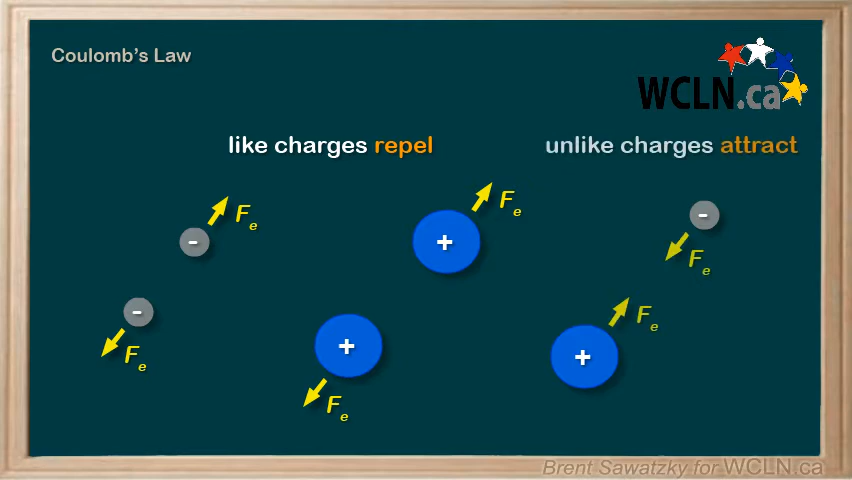 Coulomb's Law
WCLN.ca
like charges repel
unlike charges attract
- Fe
+ Fe
- Fe
- Fe
+ Fe
+ Fe
Brent Sawatzky for WCLN.ca